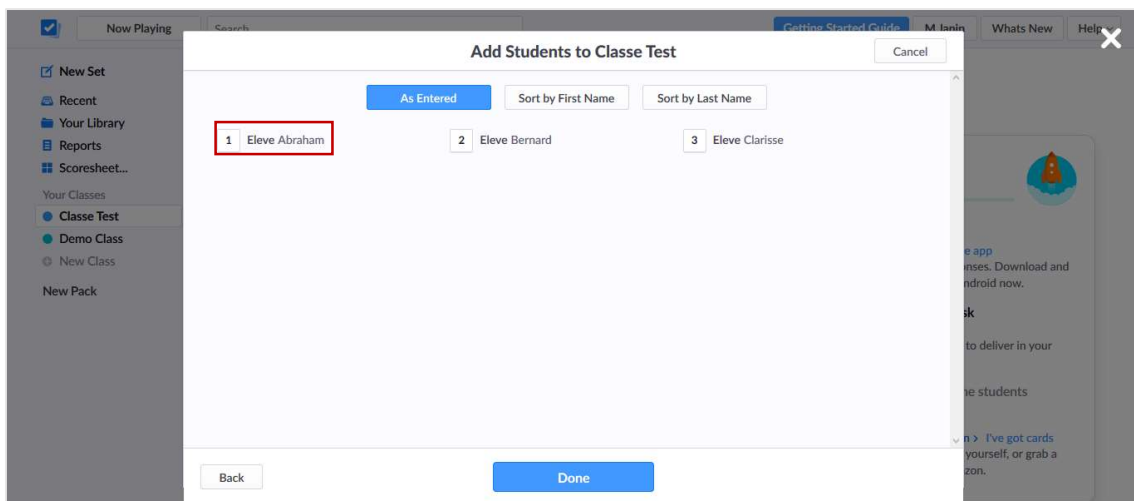 Now Playing
Search
Getting Started Guide
M Janin
Whats New
Help
Add Students to Classe Test
Cancel
New Set
Recent
Your Library
Reports
Scoresheet...
Your Classes
Classe Test
Demo Class
New Class
New Pack
As Entered
Sort by First Name
Sort by Last Name
1 Eleve Abraham
2 Eleve Bernard
3 Eleve Clarisse
e app
nses. Download and
ndroid now.
sk
to deliver in your
ne students
n > I've got cards
yourself, or grab a
zon.
Back
Done